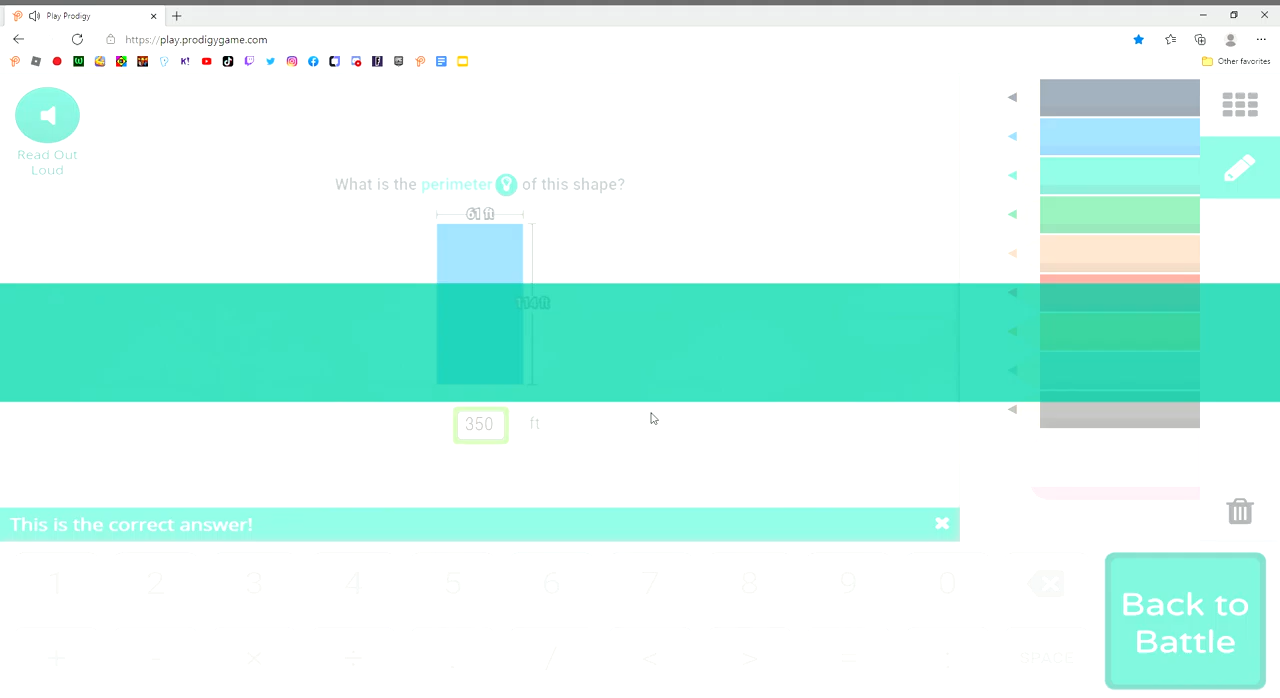 Play Prodigy
https://play.prodigygame.com
K!
Other favorites
Read Out
Loud
What is the perimeter of this shape?
61 ft
114 ft
350 ft
This is the correct answer!
1 2 3 4 5 6 7 8 9 0
+ - × ÷ . / < > = : SPACE
Back to
Battle